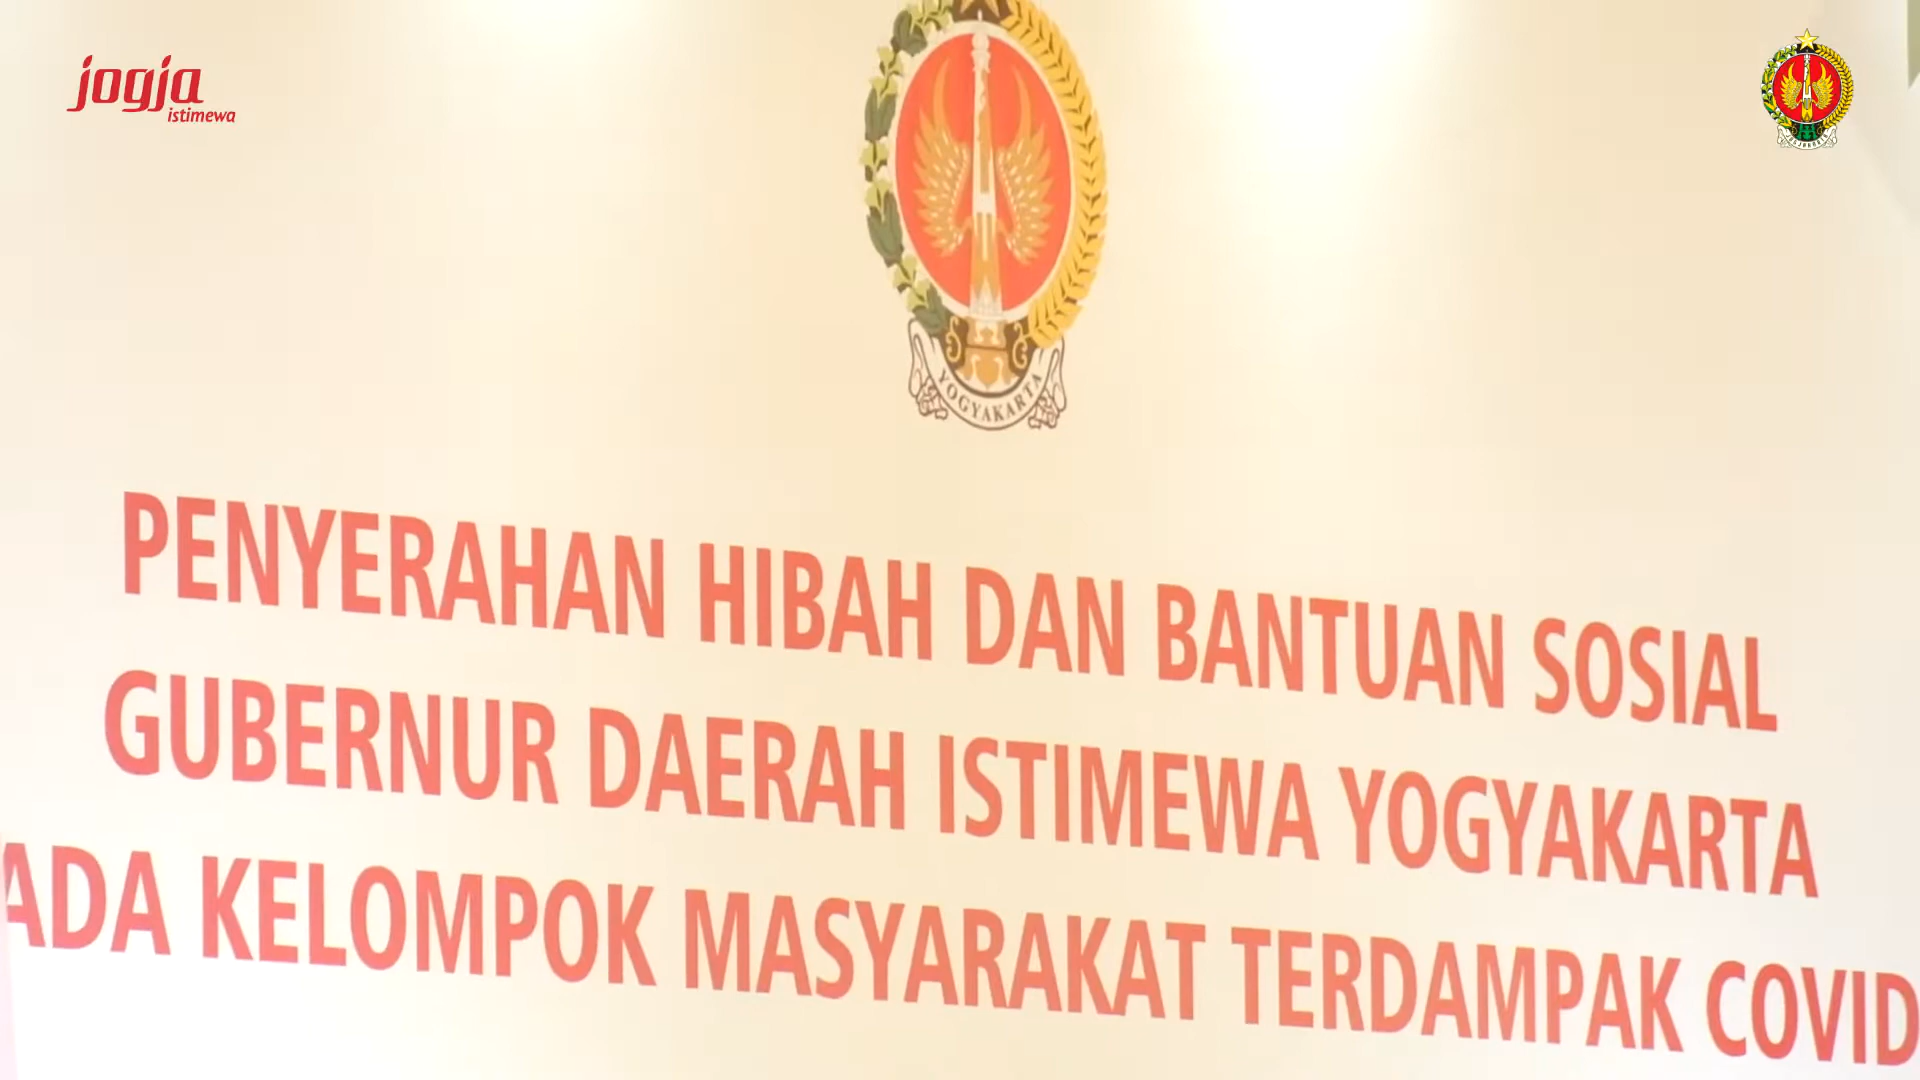 jogja
istimewa
YOGYAKARTA
PENYERAHAN HIBAH DAN BANTUAN SOSIAL
GUBERNUR DAERAH ISTIMEWA YOGYAKARTA
ADA KELOMPOK MASYARAKAT TERDAMPAK COVID